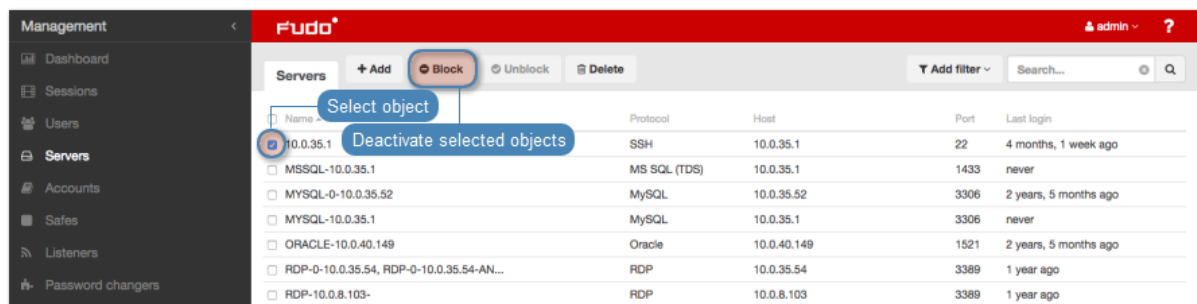 Management
Dashboard
Sessions
Users
Servers
Accounts
Safes
Listeners
Password changers
FUDO
admin ?
Servers + Add Block Unblock Delete Add filter Search...
Select object
Deactivate selected objects
Name Protocol Host Port Last login
10.0.35.1 SSH 10.0.35.1 22 4 months, 1 week ago
MSSQL-10.0.35.1 MS SQL (TDS) 10.0.35.1 1433 never
MYSQL-0-10.0.35.52 MySQL 10.0.35.52 3306 2 years, 5 months ago
MYSQL-10.0.35.1 MySQL 10.0.35.1 3306 never
ORACLE-10.0.40.149 Oracle 10.0.40.149 1521 2 years, 5 months ago
RDP-0-10.0.35.54, RDP-0-10.0.35.54-AN... RDP 10.0.35.54 3389 1 year ago
RDP-10.0.8.103- RDP 10.0.8.103 3389 1 year ago